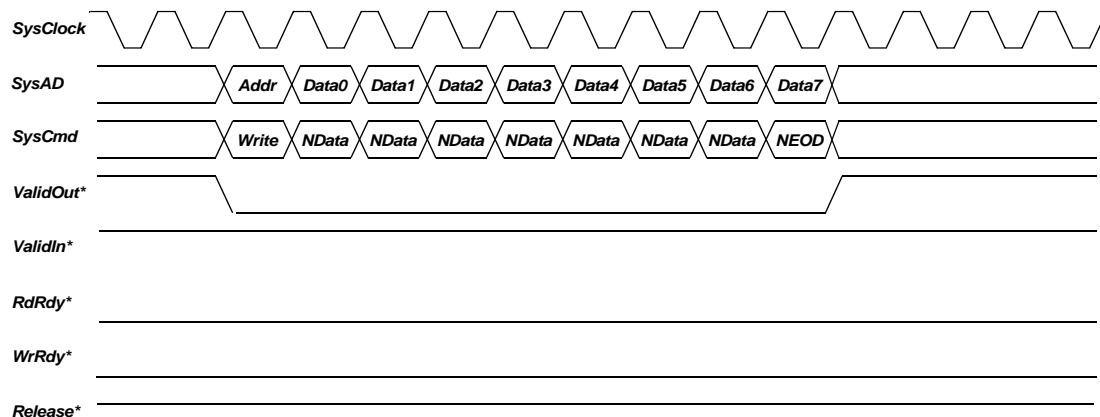 SysClock
SysAD Addr Data0 Data1 Data2 Data3 Data4 Data5 Data6 Data7
SysCmd Write NData NData NData NData NData NData NData NEOD
ValidOut*
ValidIn*
RdRdy*
WrRdy*
Release*